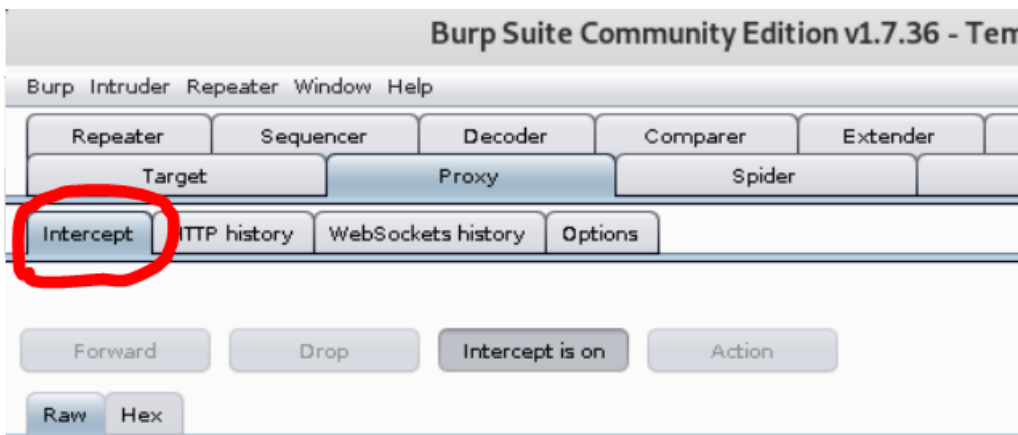 Burp Suite Community Edition v1.7.36 - Tem
Burp Intruder Repeater Window Help
Repeater Sequencer Decoder Comparer Extender
Target Proxy Spider
Intercept HTTP history WebSockets history Options
Forward Drop Intercept is on Action
Raw Hex